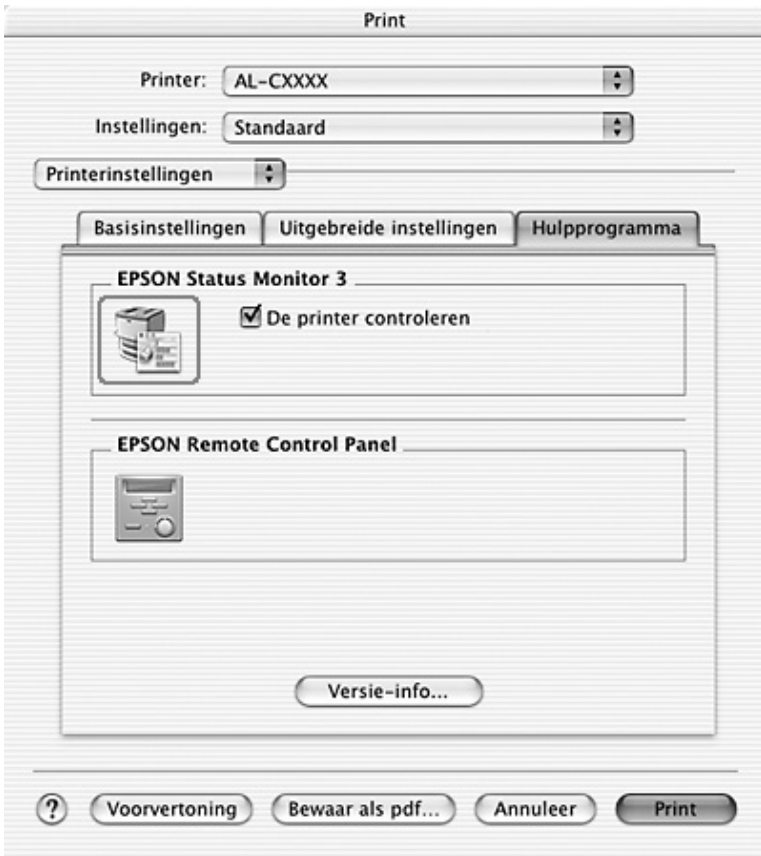 Print
Printer: AL-CXXXX
Instellingen: Standaard
Printerinstellingen
Basisinstellingen Uitgebreide instellingen Hulpprogramma
EPSON Status Monitor 3
De printer controleren
EPSON Remote Control Panel
Versie-info...
? Voorvertoning Bewaar als pdf... Annuleer Print